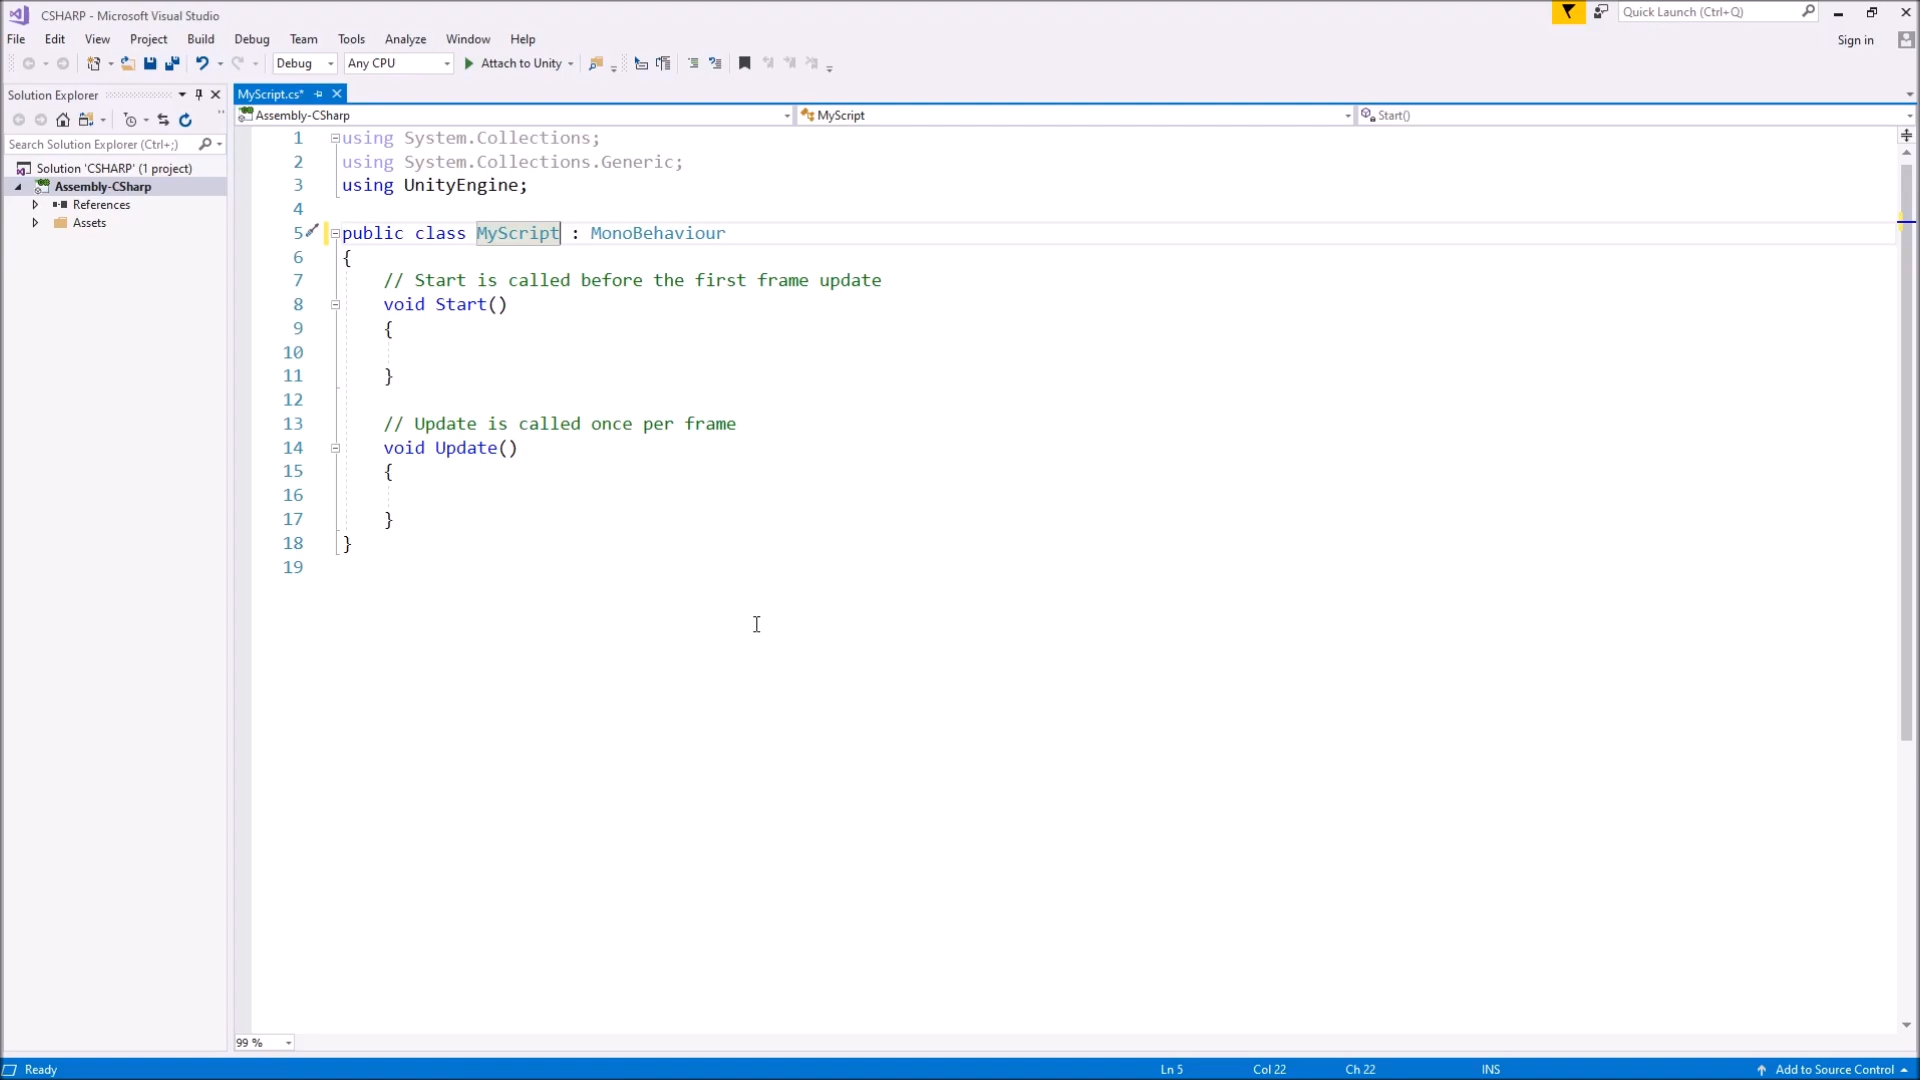 CSHARP - Microsoft Visual Studio
Quick Launch (Ctrl+Q)
File Edit View Project Build Debug Team Tools Analyze Window Help
Sign in
Debug Any CPU Attach to Unity
Solution Explorer
MyScript.cs*
Assembly-CSharp MyScript Start()
Search Solution Explorer (Ctrl+;)
Solution 'CSHARP' (1 project)
Assembly-CSharp
References
Assets
1 using System.Collections;
2 using System.Collections.Generic;
3 using UnityEngine;
4
5 public class MyScript : MonoBehaviour
6 {
7 // Start is called before the first frame update
8 void Start()
9 {
10
11 }
12
13 // Update is called once per frame
14 void Update()
15 {
16
17 }
18 }
19
99 %
Ready Ln 5 Col 22 Ch 22 INS Add to Source Control